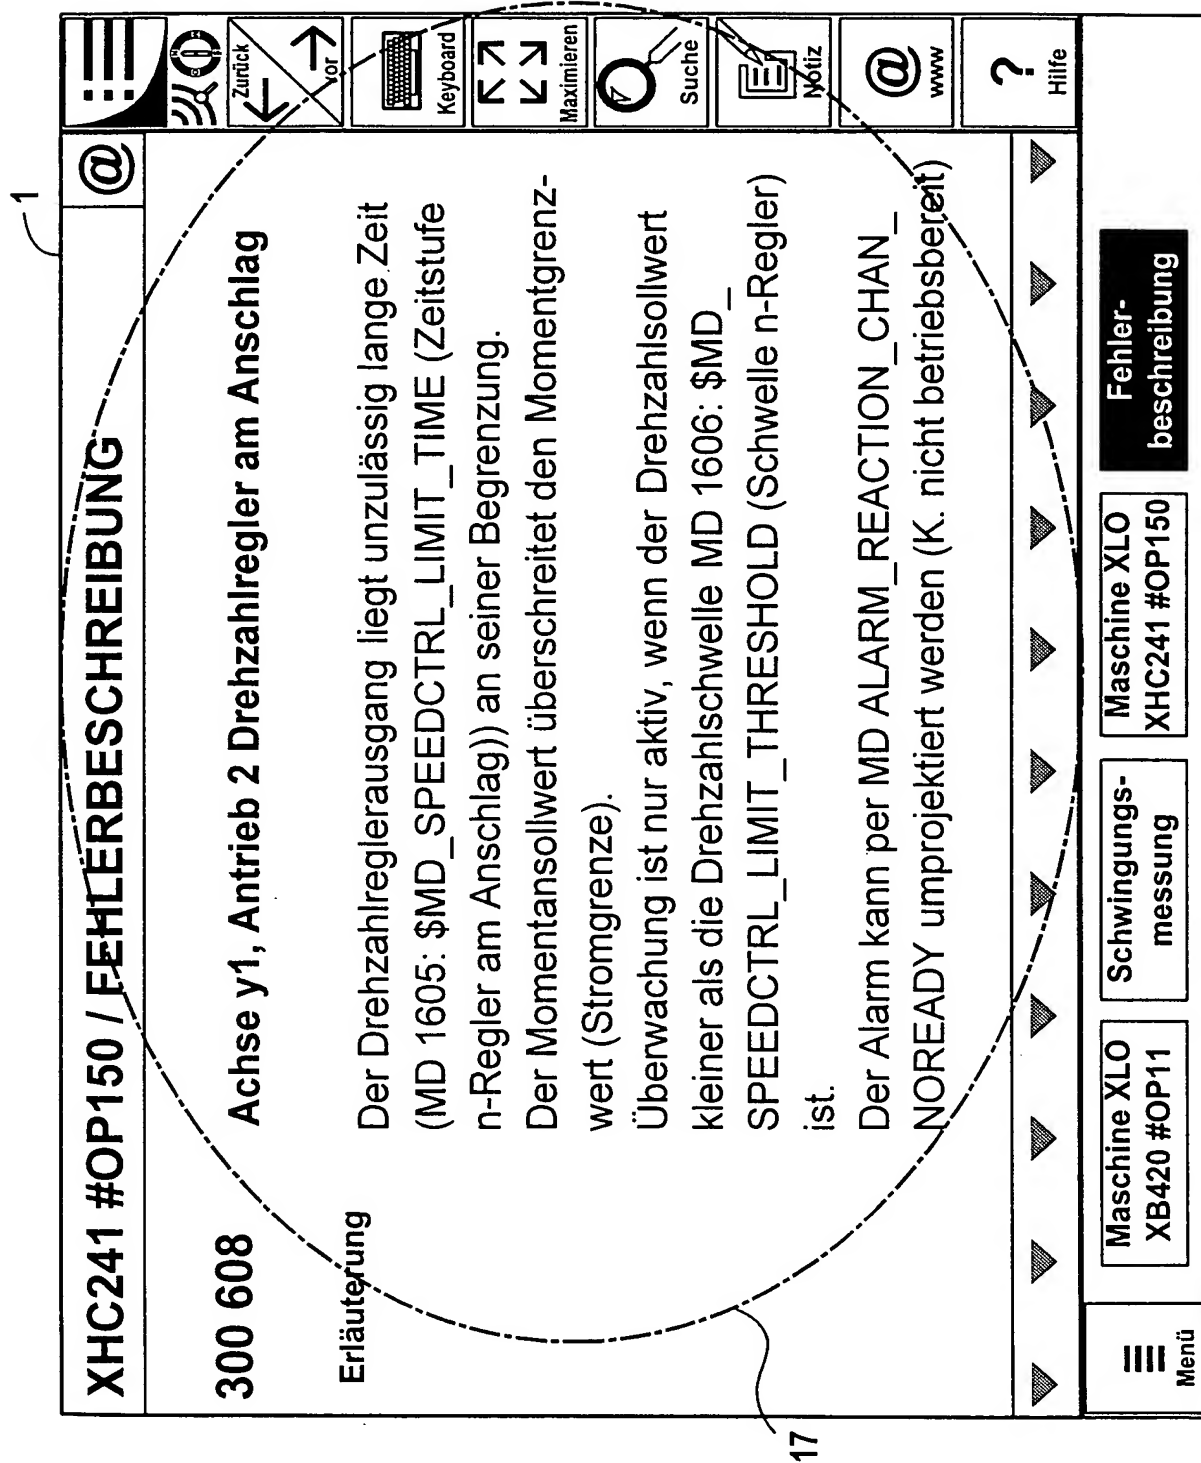 1
XHC241 #OP150 / FEHLERBESCHREIBUNG
@
300 608
Achse y1, Antrieb 2 Drehzahlregler am Anschlag
Erläuterung
Der Drehzahlreglerausgang liegt unzulässig lange Zeit
(MD 1605: $MD_SPEEDCTRL_LIMIT_TIME (Zeitstufe
n-Regler am Anschlag)) an seiner Begrenzung.
Der Momentansollwert überschreitet den Momentgrenz-
wert (Stromgrenze).
Überwachung ist nur aktiv, wenn der Drehzahlsollwert
kleiner als die Drehzahlschwelle MD 1606: $MD_
SPEEDCTRL_LIMIT_THRESHOLD (Schwelle n-Regler)
ist.
Der Alarm kann per MD ALARM_REACTION_CHAN_
NOREADY umprojektiert werden (K. nicht betriebsbereit)
Zurück
vor
Keyboard
Maximieren
Suche
Notiz
@
www
?
Hilfe
17
Menü
Maschine XLO
XB420 #OP11
Schwingungs-
messung
Maschine XLO
XHC241 #OP150
Fehler-
beschreibung